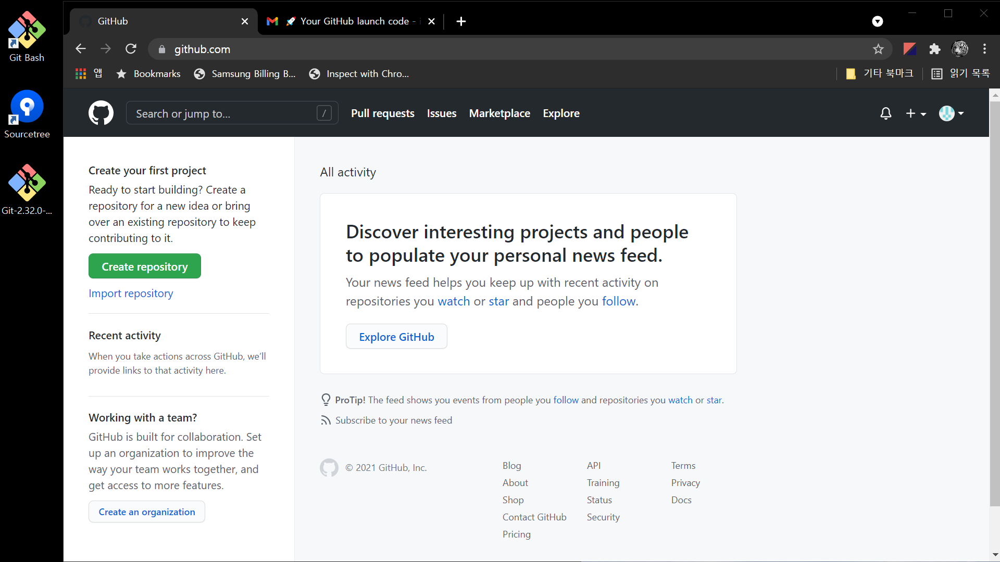 Git Bash
Sourcetree
Git-2.32.0-...
GitHub
Your GitHub launch code -
github.com
앱
Bookmarks
Samsung Billing B...
Inspect with Chro...
기타 북마크
읽기 목록
Search or jump to...
/
Pull requests
Issues
Marketplace
Explore
Create your first project
Ready to start building? Create a
repository for a new idea or bring
over an existing repository to keep
contributing to it.
Create repository
Import repository
Recent activity
When you take actions across GitHub, we’ll
provide links to that activity here.
Working with a team?
GitHub is built for collaboration. Set
up an organization to improve the
way your team works together, and
get access to more features.
Create an organization
All activity
Discover interesting projects and people
to populate your personal news feed.
Your news feed helps you keep up with recent activity on
repositories you watch or star and people you follow.
Explore GitHub
ProTip! The feed shows you events from people you follow and repositories you watch or star.
Subscribe to your news feed
© 2021 GitHub, Inc.
Blog
About
Shop
Contact GitHub
Pricing
API
Training
Status
Security
Terms
Privacy
Docs